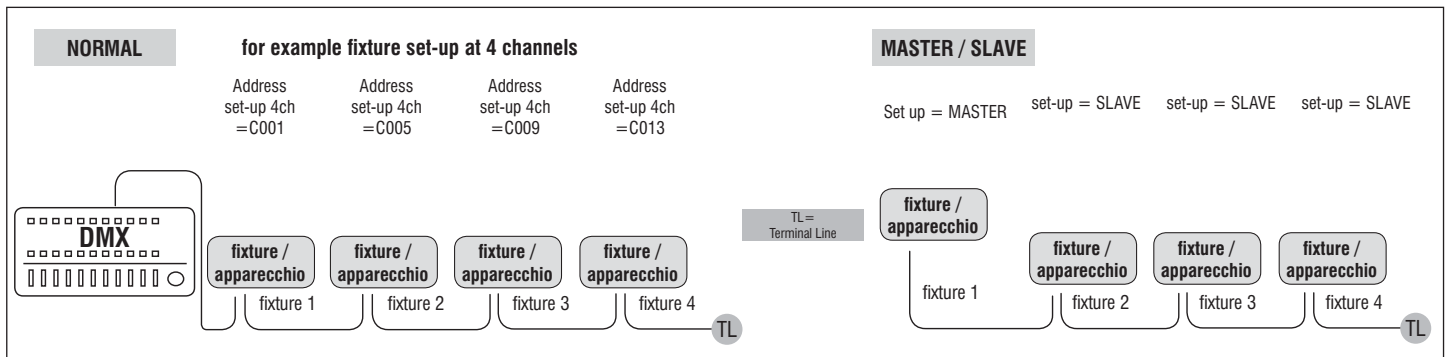 NORMAL
for example fixture set-up at 4 channels
Address
set-up 4ch
=C001
Address
set-up 4ch
=C005
Address
set-up 4ch
=C009
Address
set-up 4ch
=C013
DMX
fixture /
apparecchio
fixture 1
fixture /
apparecchio
fixture 2
fixture /
apparecchio
fixture 3
fixture /
apparecchio
fixture 4
TL
TL=
Terminal Line
MASTER / SLAVE
Set up = MASTER
set-up = SLAVE
set-up = SLAVE
set-up = SLAVE
fixture /
apparecchio
fixture 1
fixture /
apparecchio
fixture 2
fixture /
apparecchio
fixture 3
fixture /
apparecchio
fixture 4
TL